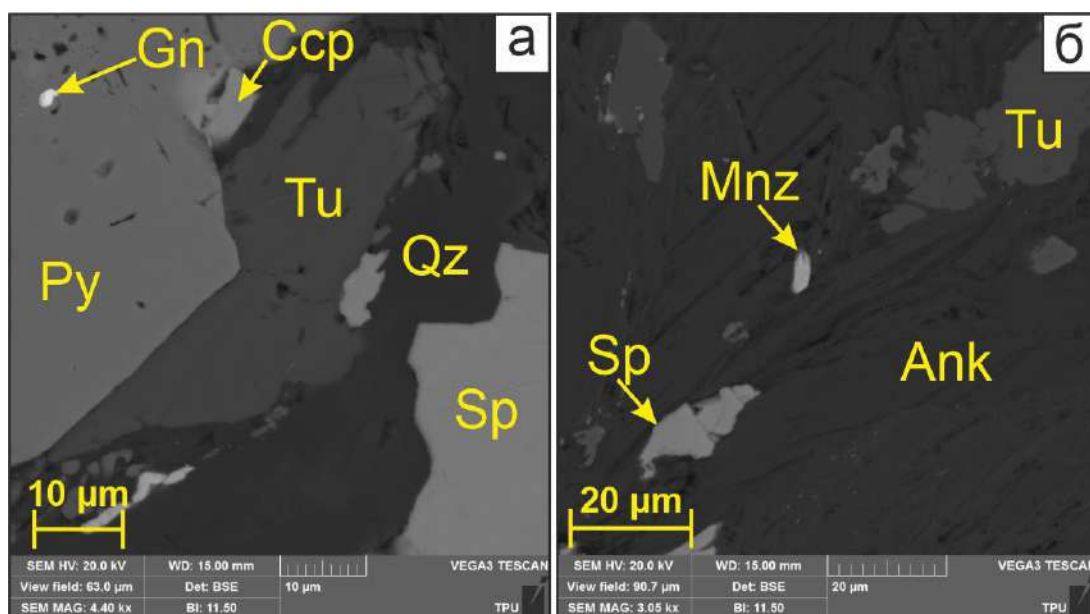 а
Gn
Ccp
Tu
Py
Qz
Sp
10 µm
SEM HV: 20.0 kV WD: 15.00 mm VEGA3 TESCAN
View field: 63.0 µm Det: BSE 10 µm
SEM MAG: 4.40 kx BI: 11.50 TPU
б
Tu
Mnz
Sp
Ank
20 µm
SEM HV: 20.0 kV WD: 15.00 mm VEGA3 TESCAN
View field: 90.7 µm Det: BSE 20 µm
SEM MAG: 3.05 kx BI: 11.50 TPU